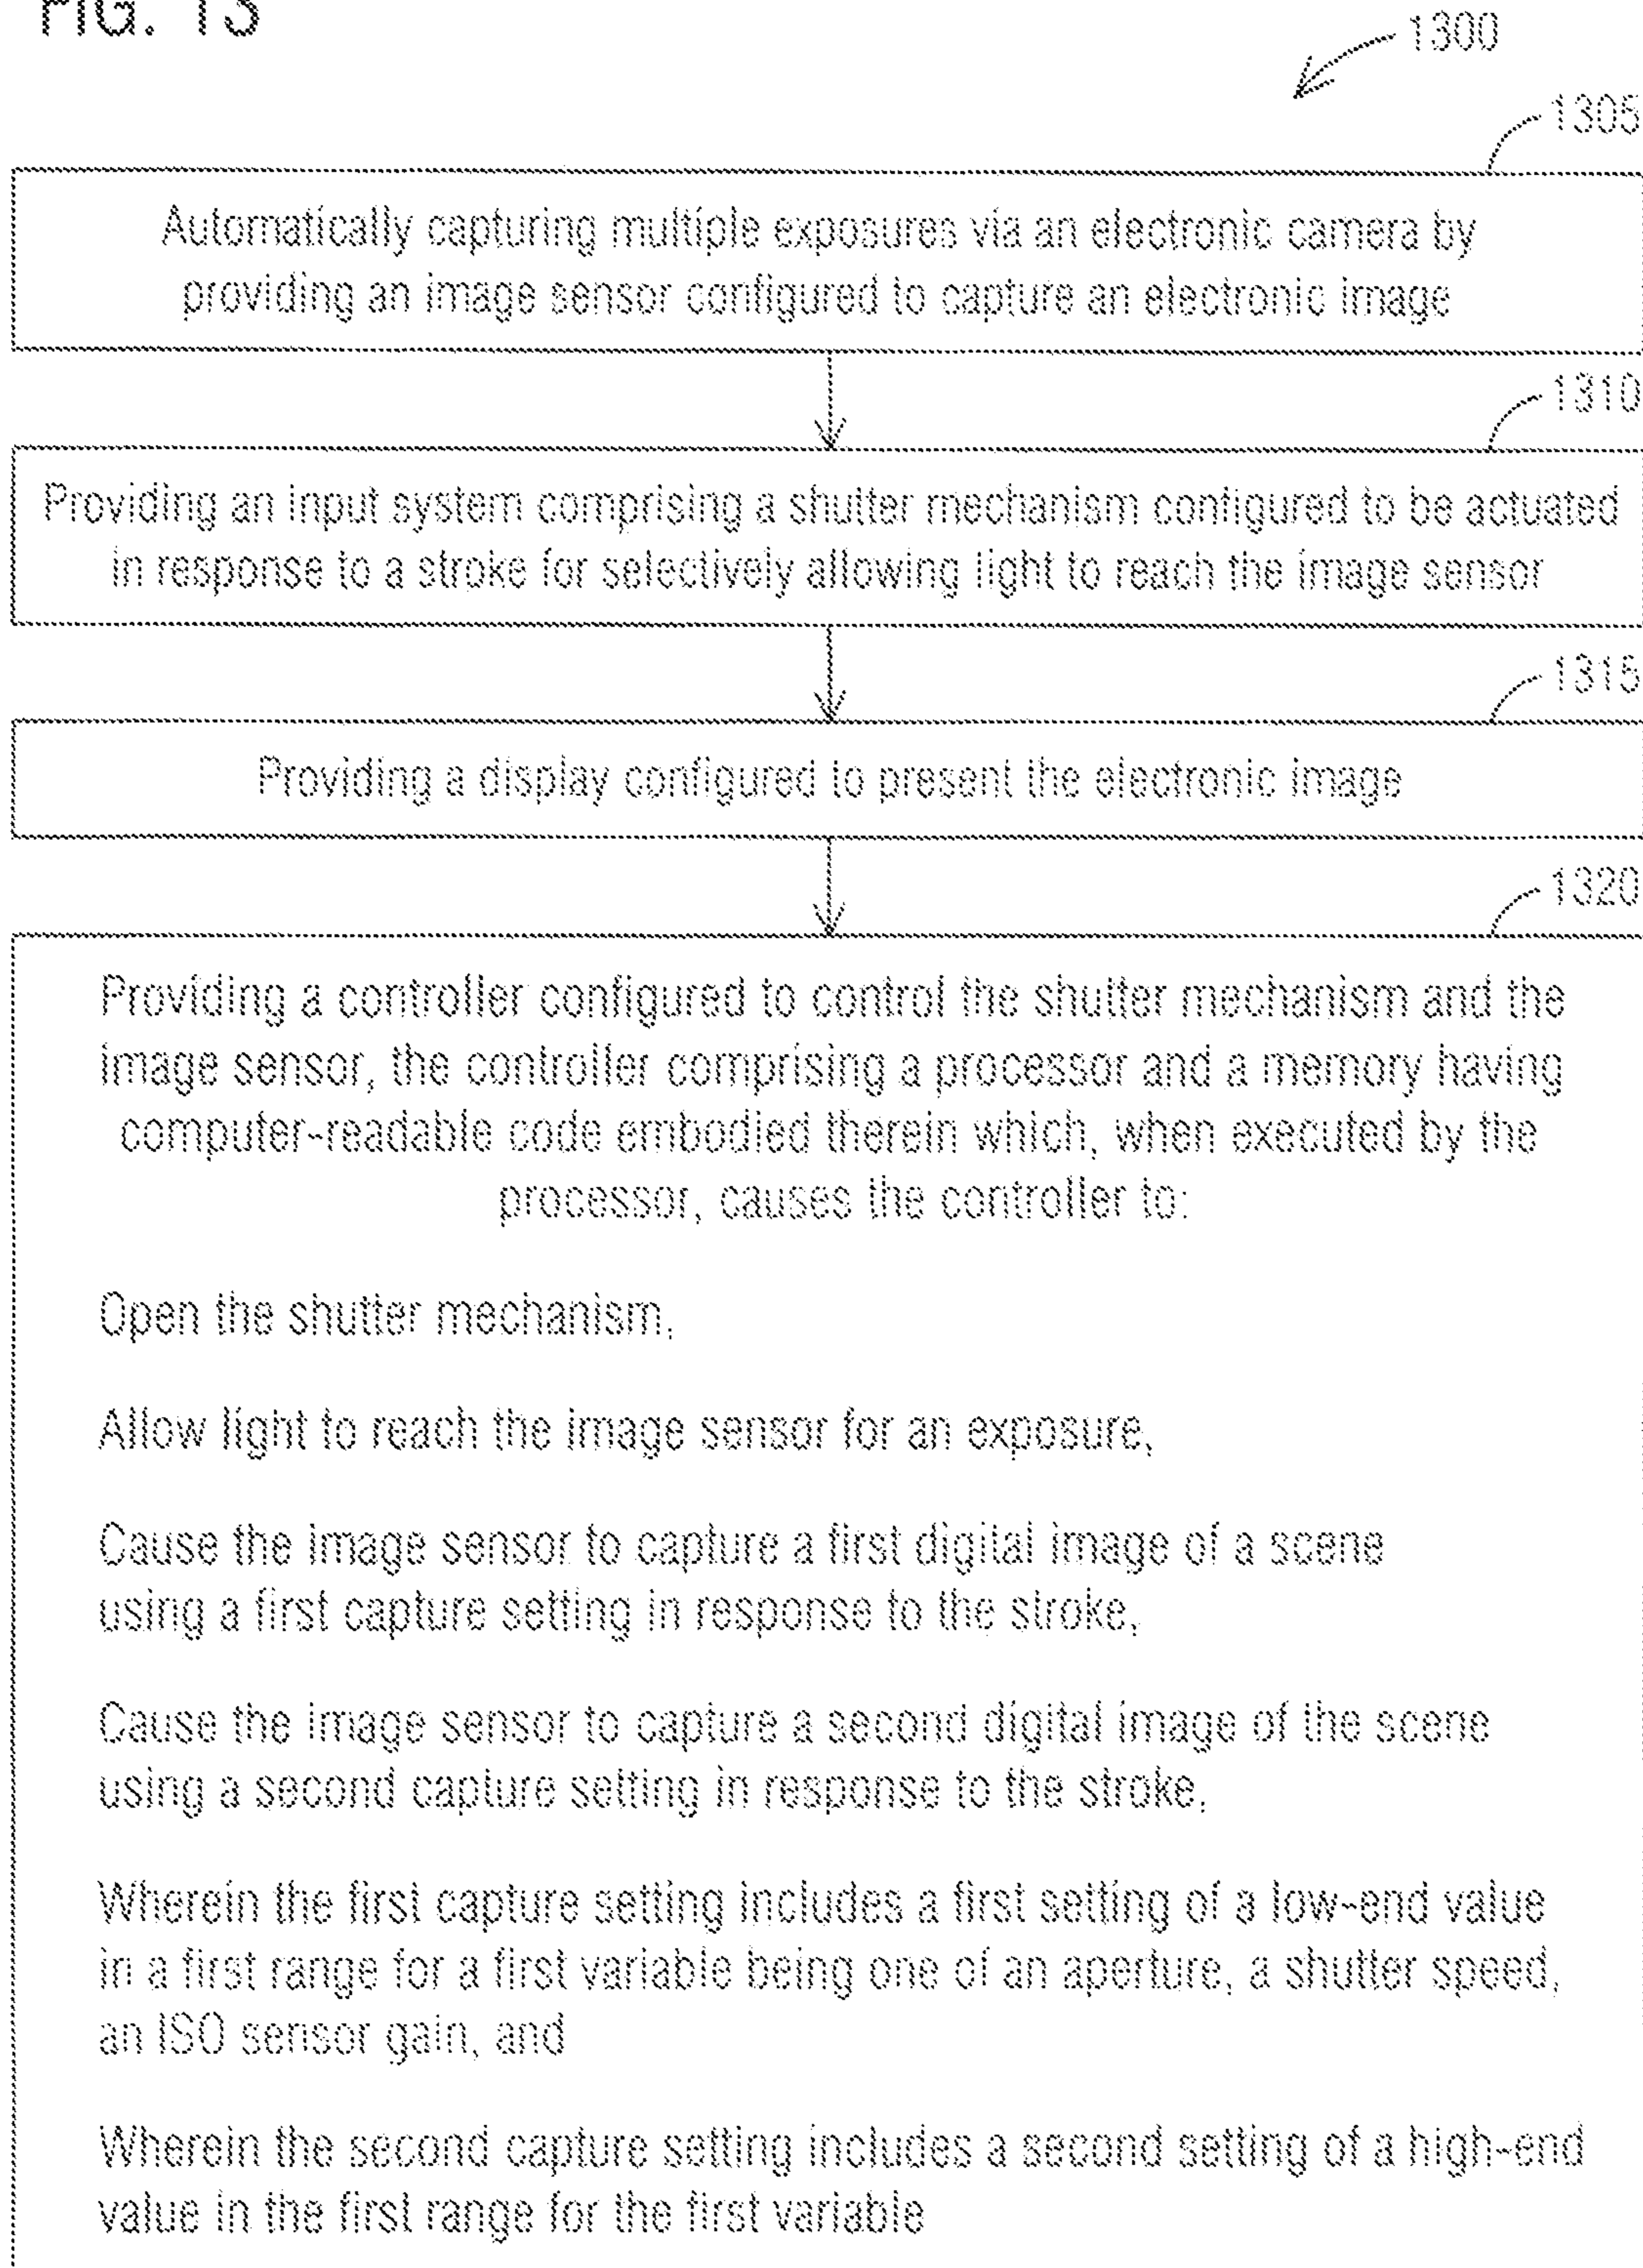 FIG. 13
1300
1305
Automatically capturing multiple exposures via an electronic camera by
providing an image sensor configured to capture an electronic image
1310
Providing an input system comprising a shutter mechanism configured to be actuated
in response to a stroke for selectively allowing light to reach the image sensor
1315
Providing a display configured to present the electronic image
1320
Providing a controller configured to control the shutter mechanism and the
image sensor, the controller comprising a processor and a memory having
computer-readable code embodied therein which, when executed by the
processor, causes the controller to:
Open the shutter mechanism,
Allow light to reach the image sensor for an exposure,
Cause the image sensor to capture a first digital image of a scene
using a first capture setting in response to the stroke,
Cause the image sensor to capture a second digital image of the scene
using a second capture setting in response to the stroke,
Wherein the first capture setting includes a first setting of a low-end value
in a first range for a first variable being one of an aperture, a shutter speed,
an ISO sensor gain, and
Wherein the second capture setting includes a second setting of a high-end
value in the first range for the first variable